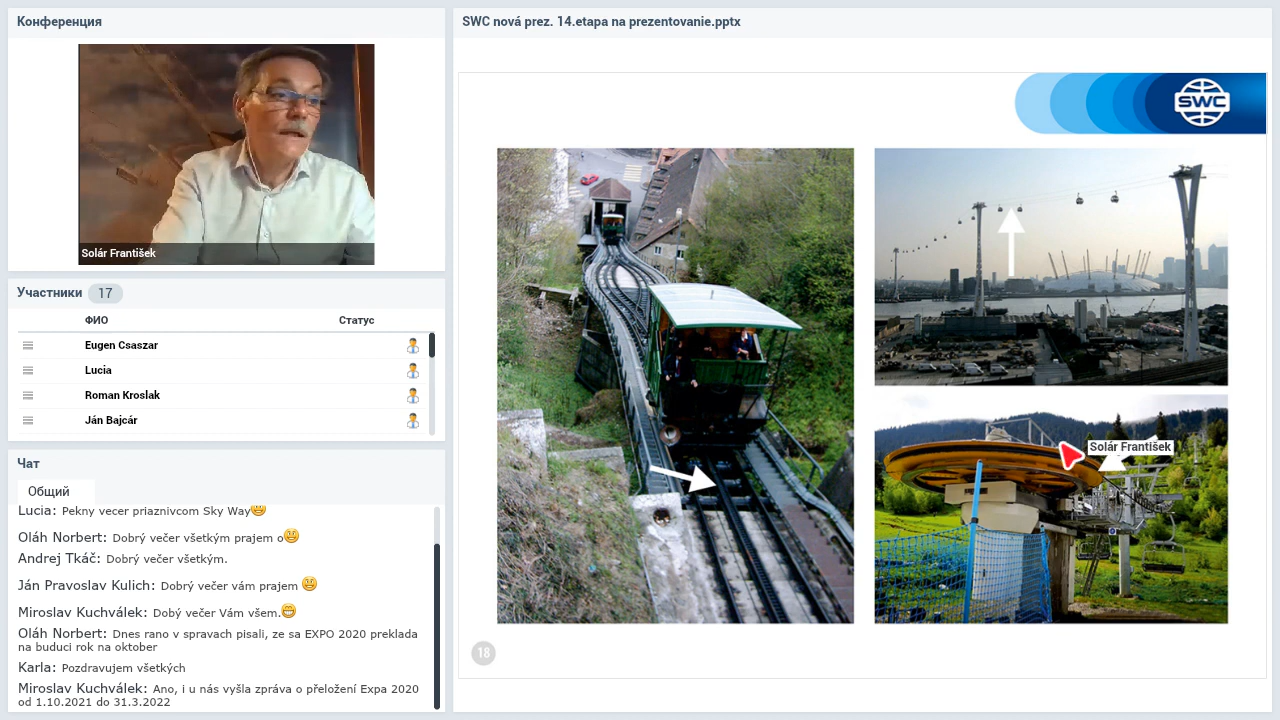 Конференция
Solár František
Участники 17
ФИО Статус
Eugen Csaszar
Lucia
Roman Kroslak
Ján Bajcár
Чат
Общий
Lucia: Pekny vecer priaznivcom Sky Way
Oláh Norbert: Dobrý večer všetkým prajem o
Andrej Tkáč: Dobrý večer všetkým.
Ján Pravoslav Kulich: Dobrý večer vám prajem
Miroslav Kuchválek: Dobý večer Vám všem.
Oláh Norbert: Dnes rano v spravach pisali, ze sa EXPO 2020 preklada
na buduci rok na oktober
Karla: Pozdravujem všetkých
Miroslav Kuchválek: Ano, i u nás vyšla zpráva o přeložení Expa 2020
od 1.10.2021 do 31.3.2022
SWC nová prez. 14.etapa na prezentovanie.pptx
SWC
Solár František
18